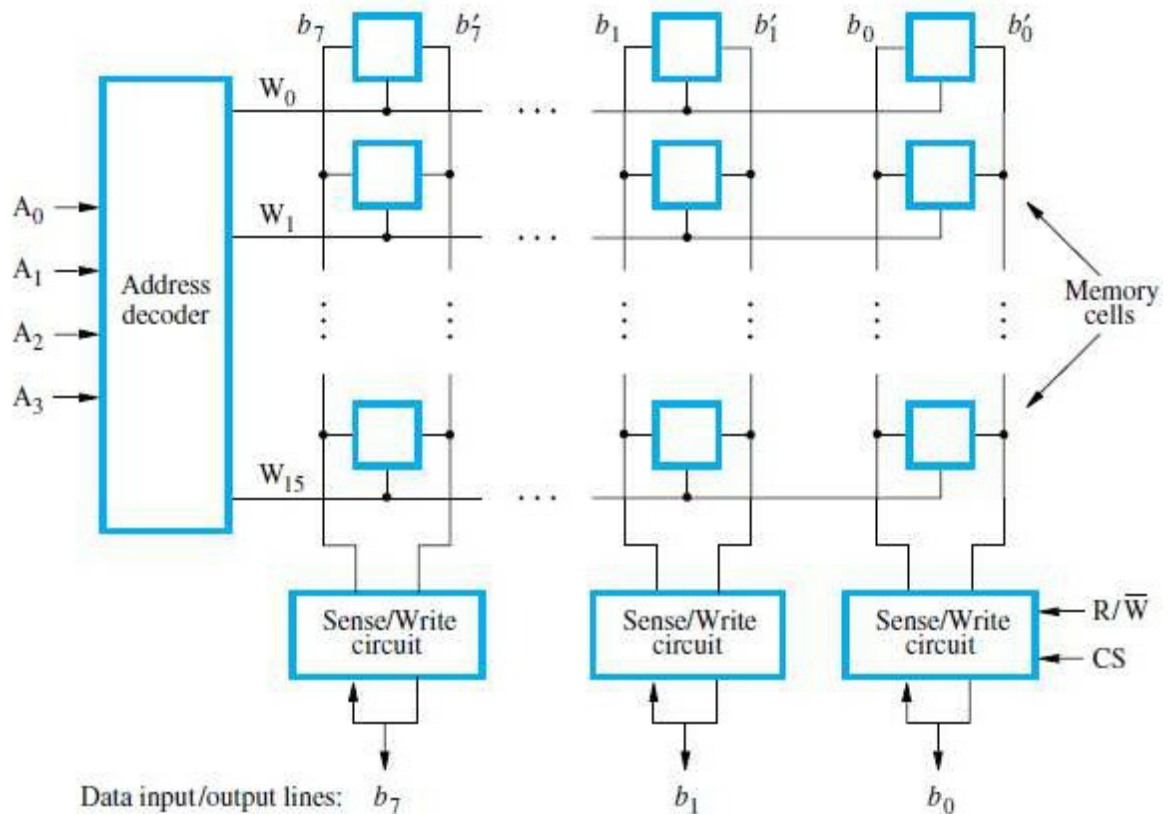 b7 b′7 b1 b′1 b0 b′0
W0
• • •
W1
• • •
A0
A1
A2
A3
Address
decoder
Memory
cells
W15
• • •
Sense/Write
circuit
Sense/Write
circuit
Sense/Write
circuit
R/W̅
CS
Data input/output lines: b7 b1 b0